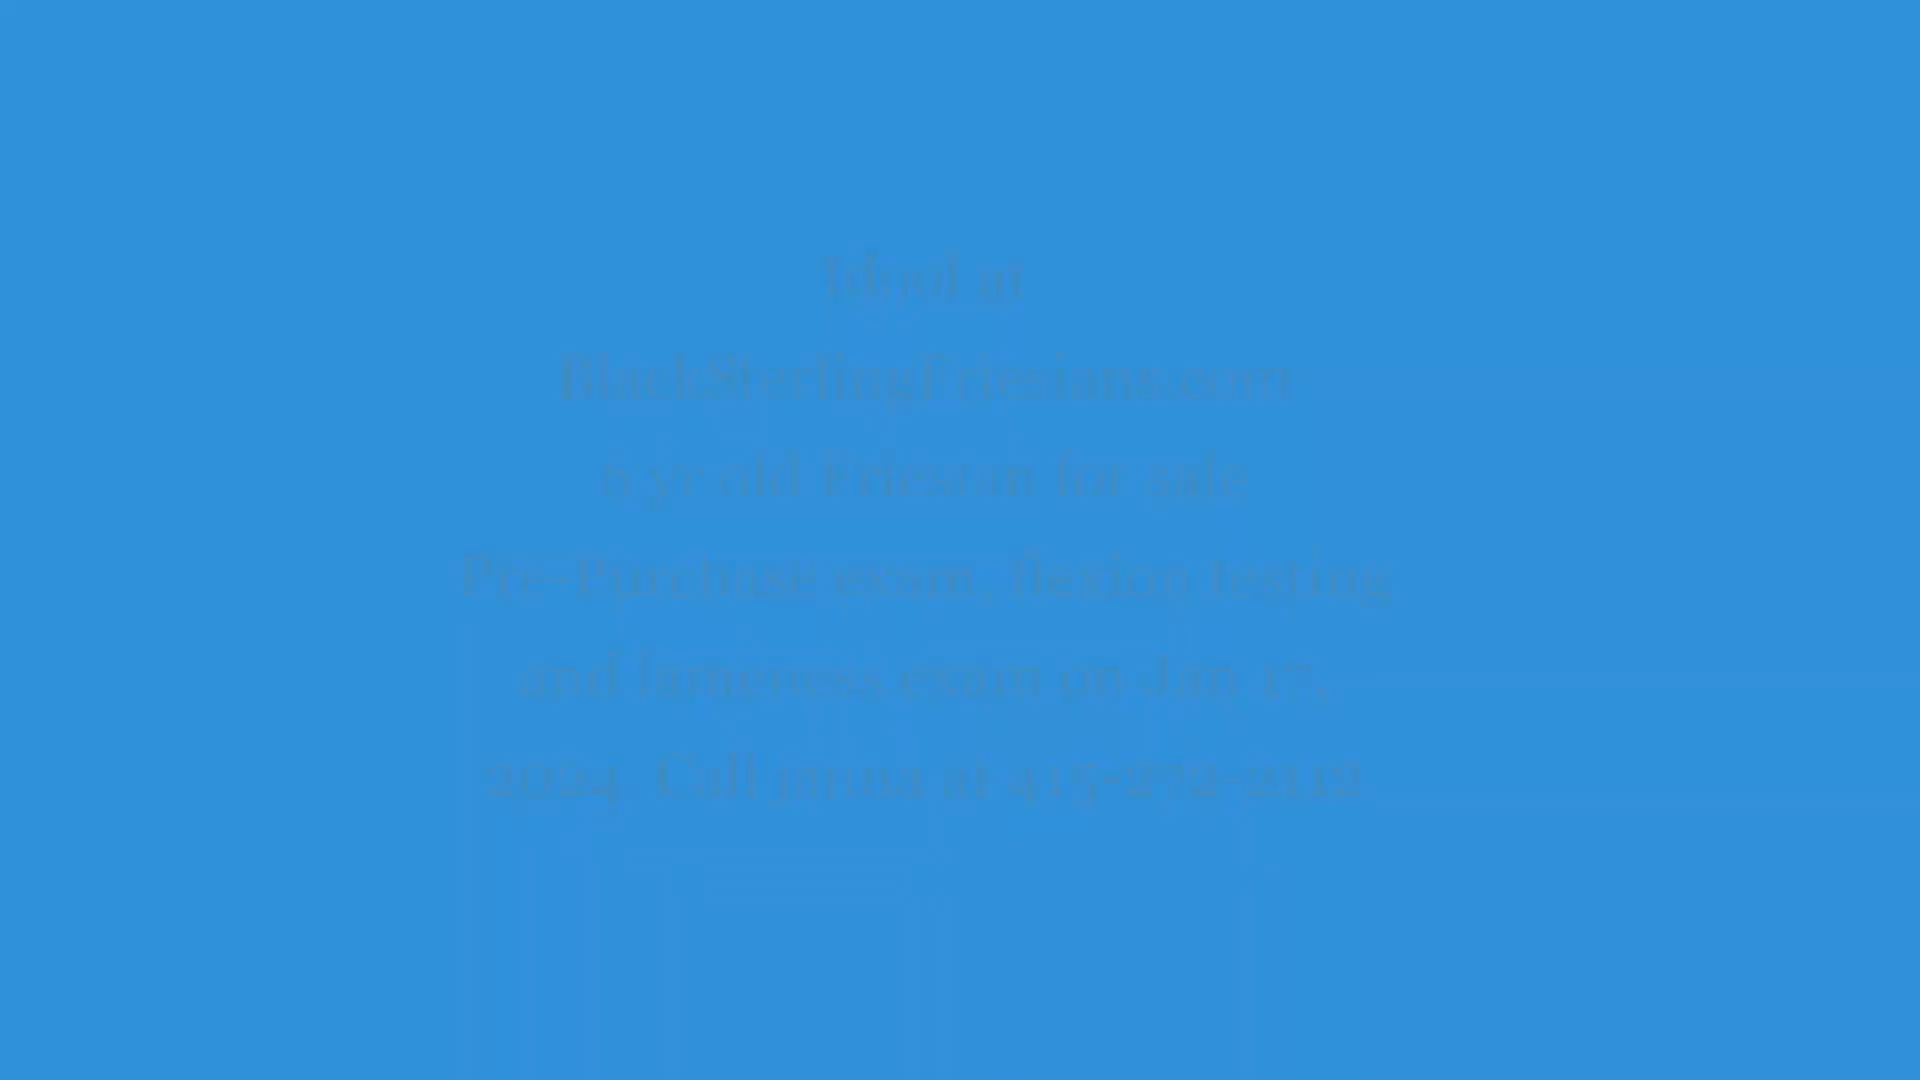 at
BlackSterlingFriesians.com
6 yr old Friesian for sale
Pre-Purchase exam, flexion testing
and lameness exam on Jan 17,
2024. Call janna at 415-272-2112